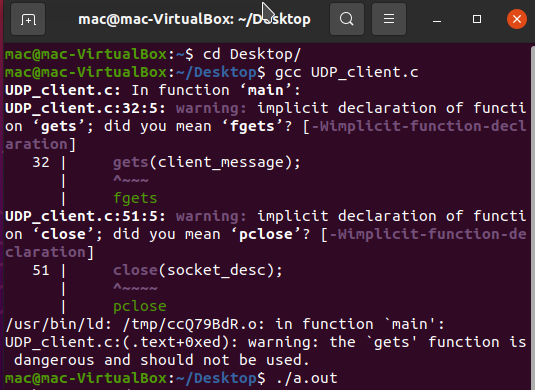 mac@mac-VirtualBox: ~/Desktop
mac@mac-VirtualBox:~$ cd Desktop/
mac@mac-VirtualBox:~/Desktop$ gcc UDP_client.c
UDP_client.c: In function ‘main’:
UDP_client.c:32:5: warning: implicit declaration of functi
on ‘gets’; did you mean ‘fgets’? [-Wimplicit-function-decl
aration]
   32 |     gets(client_message);
      |     ^~~~
      |     fgets
UDP_client.c:51:5: warning: implicit declaration of functi
on ‘close’; did you mean ‘pclose’? [-Wimplicit-function-de
claration]
   51 |     close(socket_desc);
      |     ^~~~~
      |     pclose
/usr/bin/ld: /tmp/ccQ79BdR.o: in function `main':
UDP_client.c:(.text+0xed): warning: the `gets' function is
 dangerous and should not be used.
mac@mac-VirtualBox:~/Desktop$ ./a.out